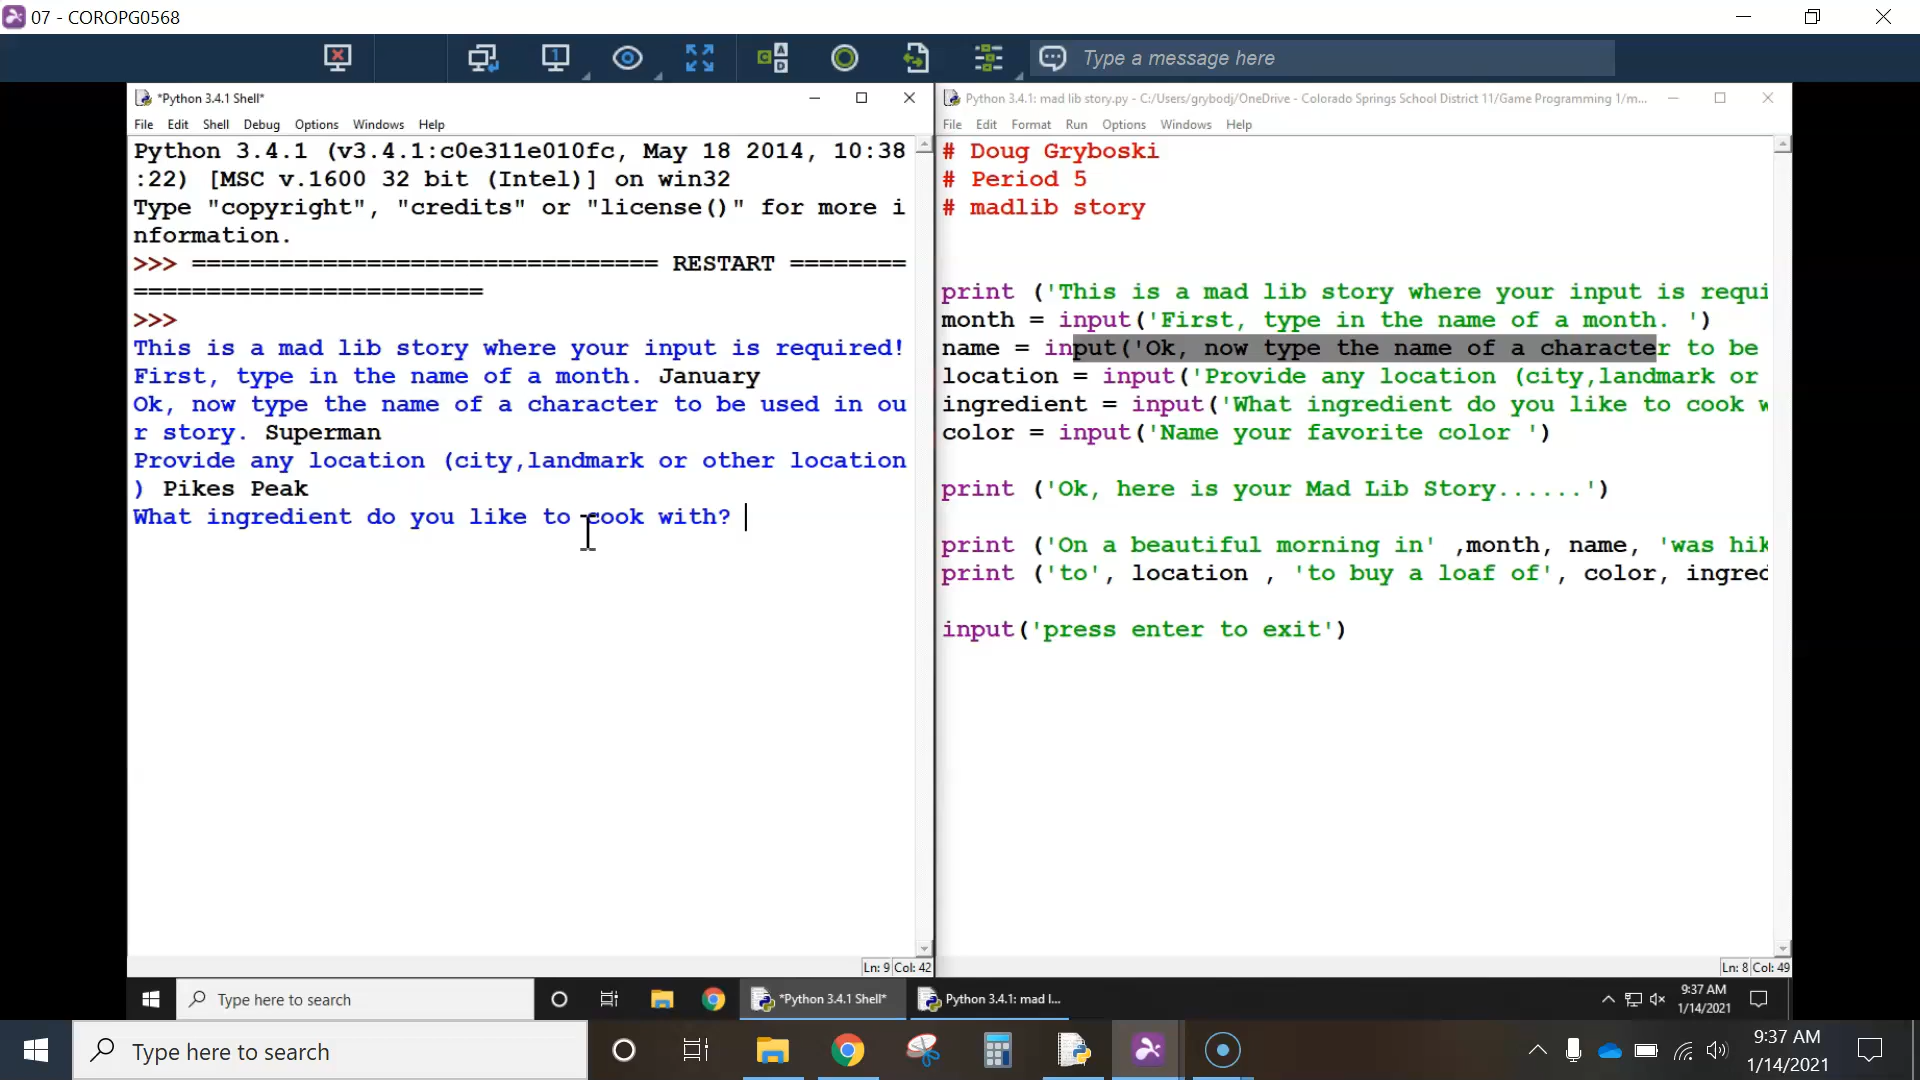 07 - COROPG0568
Type a message here
*Python 3.4.1 Shell*
File Edit Shell Debug Options Windows Help
Python 3.4.1 (v3.4.1:c0e311e010fc, May 18 2014, 10:38
:22) [MSC v.1600 32 bit (Intel)] on win32
Type "copyright", "credits" or "license()" for more i
nformation.
>>> ================================ RESTART ========
========================
>>>
This is a mad lib story where your input is required!
First, type in the name of a month. January
Ok, now type the name of a character to be used in ou
r story. Superman
Provide any location (city,landmark or other location
) Pikes Peak
What ingredient do you like to cook with?
Ln: 9 Col: 42
Python 3.4.1: mad lib story.py - C:/Users/grybodj/OneDrive - Colorado Springs School District 11/Game Programming 1/m...
File Edit Format Run Options Windows Help
# Doug Gryboski
# Period 5
# madlib story
print ('This is a mad lib story where your input is requi
month = input('First, type in the name of a month. ')
name = input('Ok, now type the name of a character to be
location = input('Provide any location (city,landmark or
ingredient = input('What ingredient do you like to cook w
color = input('Name your favorite color ')
print ('Ok, here is your Mad Lib Story......')
print ('On a beautiful morning in' ,month, name, 'was hik
print ('to', location , 'to buy a loaf of', color, ingred
input('press enter to exit')
Ln: 8 Col: 49
Type here to search
*Python 3.4.1 Shell*
Python 3.4.1: mad l...
9:37 AM
1/14/2021
Type here to search
9:37 AM
1/14/2021